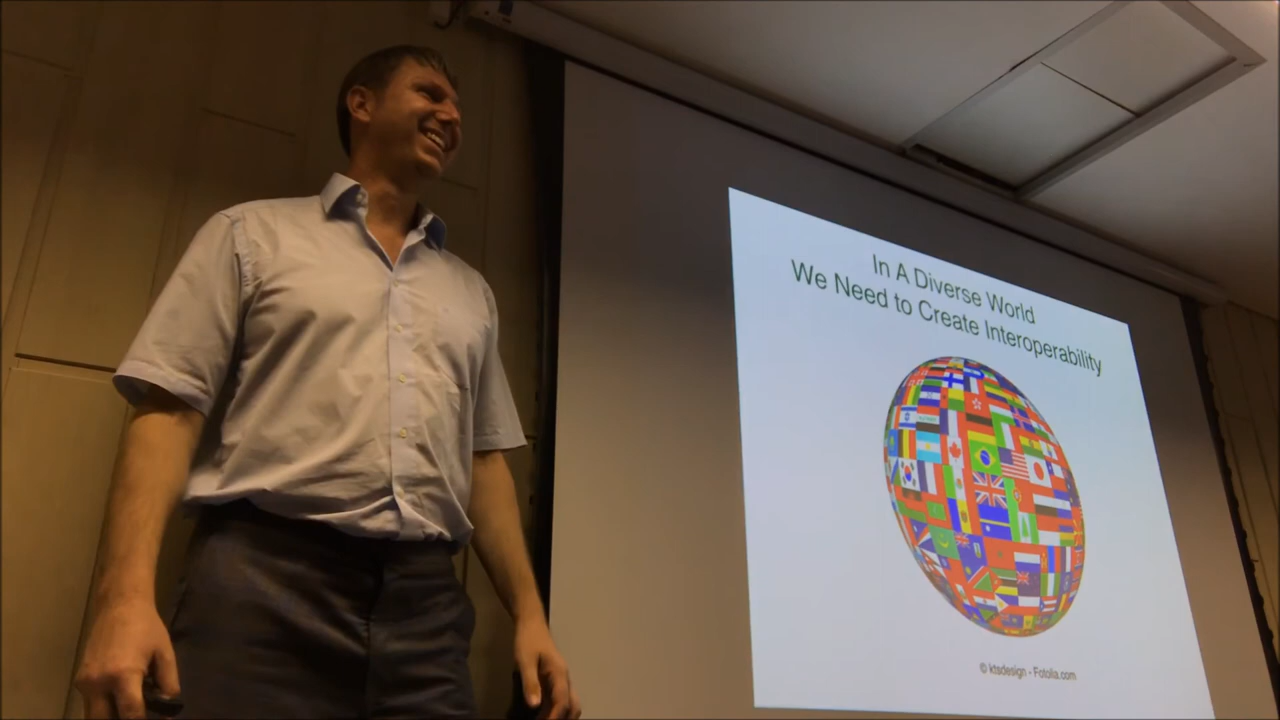 In A Diverse World
We Need to Create Interoperability
© ktsdesign - Fotolia.com